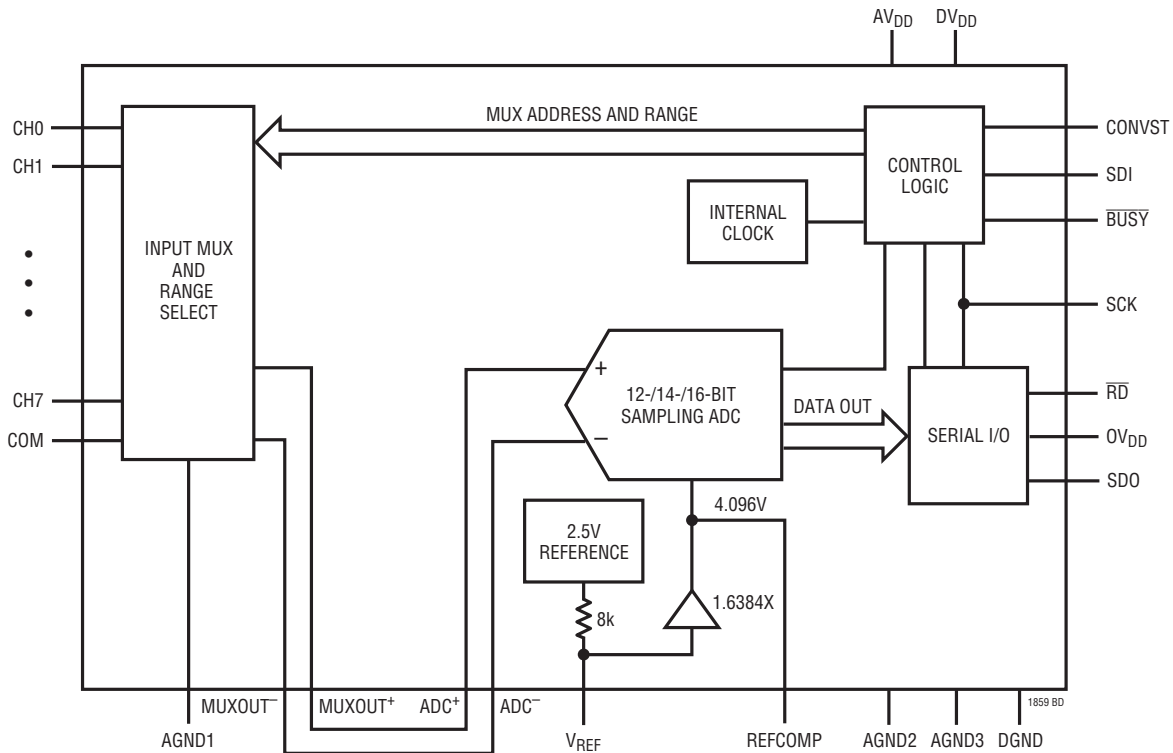 AVDD DVDD
CH0
CH1
MUX ADDRESS AND RANGE
CONTROL
LOGIC
CONVST
SDI
BUSY
INTERNAL
CLOCK
INPUT MUX
AND
RANGE
SELECT
SCK
+
12-/14-/16-BIT
SAMPLING ADC
–
DATA OUT
SERIAL I/O
RD
OVDD
SDO
CH7
COM
4.096V
2.5V
REFERENCE
1.6384X
8k
MUXOUT– MUXOUT+ ADC+ ADC–
1859 BD
AGND1 VREF REFCOMP AGND2 AGND3 DGND